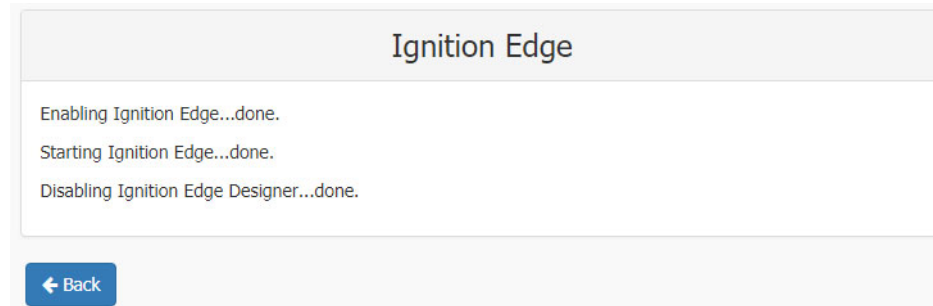 Ignition Edge
Enabling Ignition Edge...done.
Starting Ignition Edge...done.
Disabling Ignition Edge Designer...done.
Back